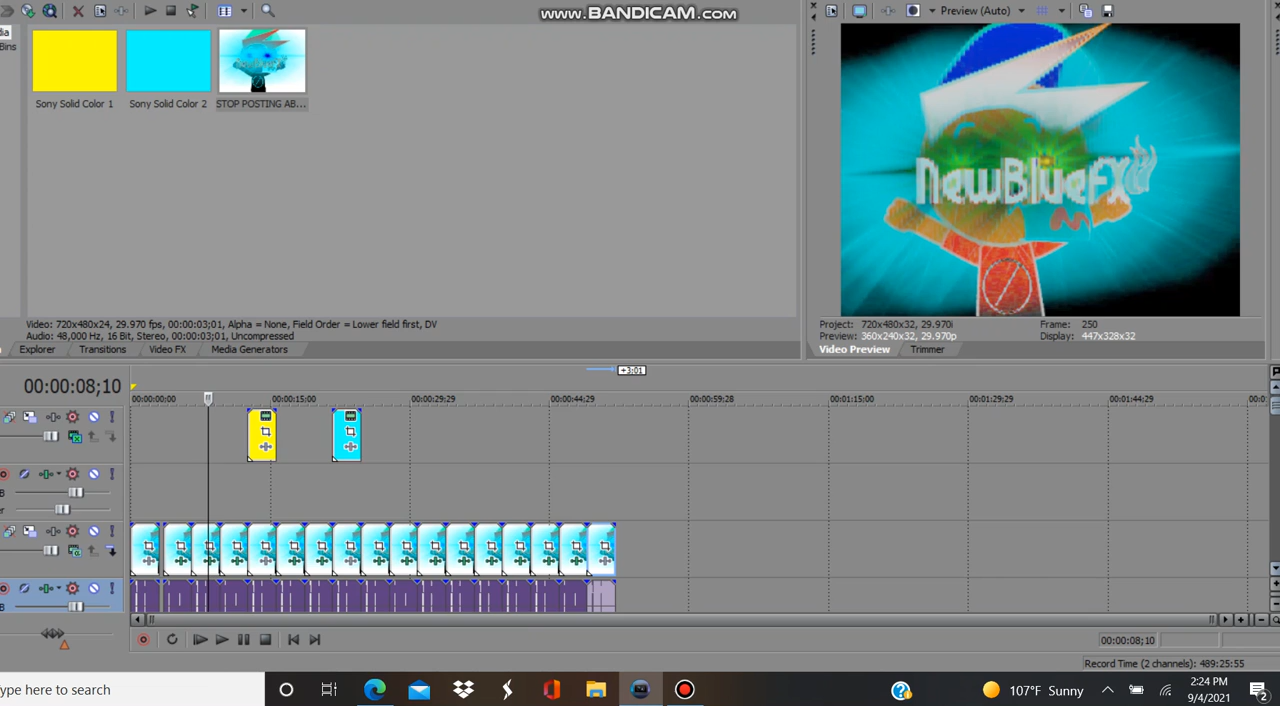 www.BANDICAM.com
Preview (Auto)
Bins
Sony Solid Color 1
Sony Solid Color 2
STOP POSTING AB...
NewBlueFX
Video: 720x480x24, 29.970 fps, 00:00:03;01, Alpha = None, Field Order = Lower field first, DV
Audio: 48,000 Hz, 16 Bit, Stereo, 00:00:03;01, Uncompressed
Explorer
Transitions
Video FX
Media Generators
Project: 720x480x32, 29.970i
Frame: 250
Preview: 360x240x32, 29.970p
Display: 447x328x32
Video Preview
Trimmer
+3:01
00:00:08;10
00:00:00;00
00:00:15;00
00:00:29;29
00:00:44;29
00:00:59;28
00:01:15;00
00:01:29;29
00:01:44;29
00:0
00:00:08;10
Record Time (2 channels): 489:25:55
Type here to search
107°F Sunny
2:24 PM
9/4/2021
2